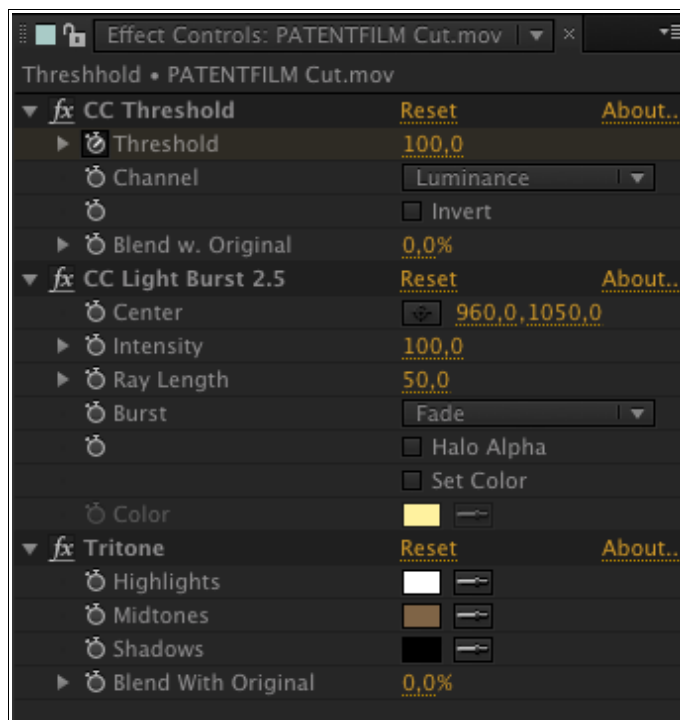 Effect Controls: PATENTFILM Cut.mov
Threshhold • PATENTFILM Cut.mov
fx CC Threshold Reset About..
Threshold 100,0
Channel Luminance
Invert
Blend w. Original 0,0%
fx CC Light Burst 2.5 Reset About..
Center 960,0,1050,0
Intensity 100,0
Ray Length 50,0
Burst Fade
Halo Alpha
Set Color
Color
fx Tritone Reset About..
Highlights
Midtones
Shadows
Blend With Original 0,0%